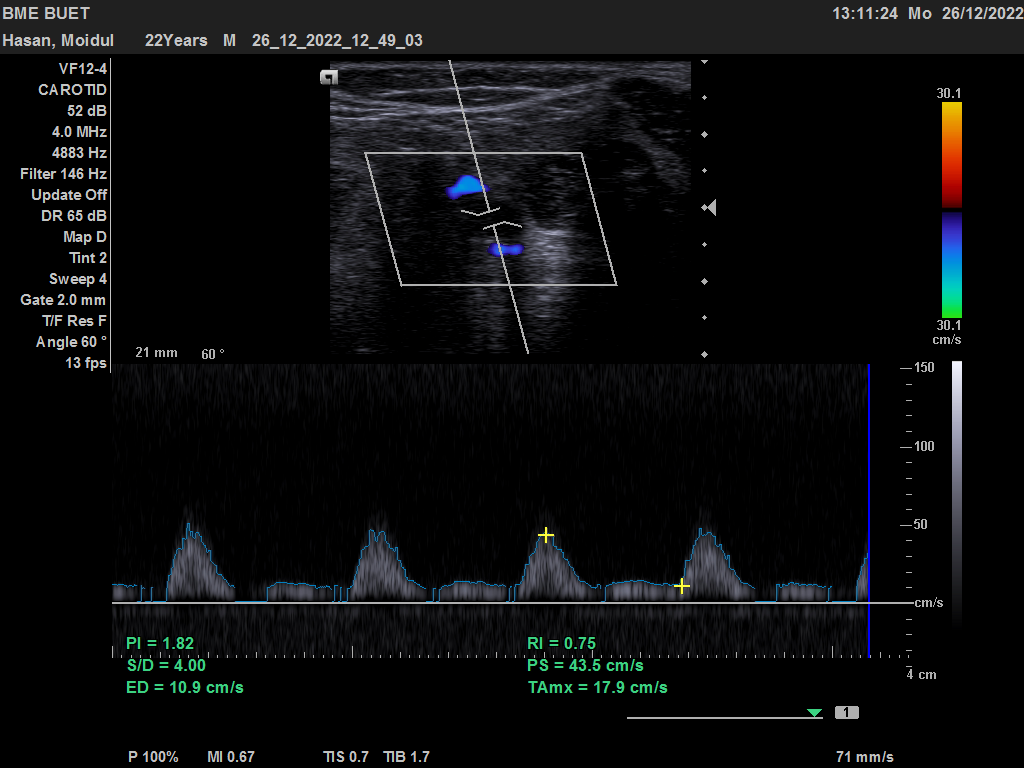 BME BUET
13:11:24 Mo 26/12/2022
Hasan, Moidul 22Years M 26_12_2022_12_49_03
VF12-4
CAROTID
52 dB
4.0 MHz
4883 Hz
Filter 146 Hz
Update Off
DR 65 dB
Map D
Tint 2
Sweep 4
Gate 2.0 mm
T/F Res F
Angle 60 °
13 fps
21 mm 60 °
30.1
30.1
cm/s
150
100
50
cm/s
4 cm
PI = 1.82
S/D = 4.00
ED = 10.9 cm/s
RI = 0.75
PS = 43.5 cm/s
TAmx = 17.9 cm/s
1
P 100% MI 0.67 TIS 0.7 TIB 1.7 71 mm/s